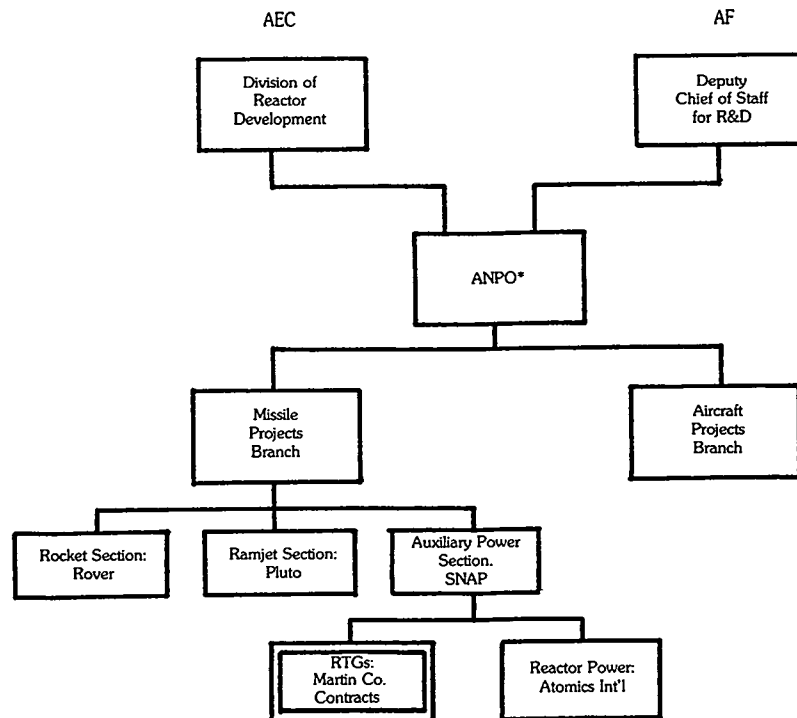 AEC
AF
Division of
Reactor
Development
Deputy
Chief of Staff
for R&D
ANPO*
Missile
Projects
Branch
Aircraft
Projects
Branch
Rocket Section:
Rover
Ramjet Section:
Pluto
Auxiliary Power
Section.
SNAP
RTGs:
Martin Co.
Contracts
Reactor Power:
Atomics Int'l